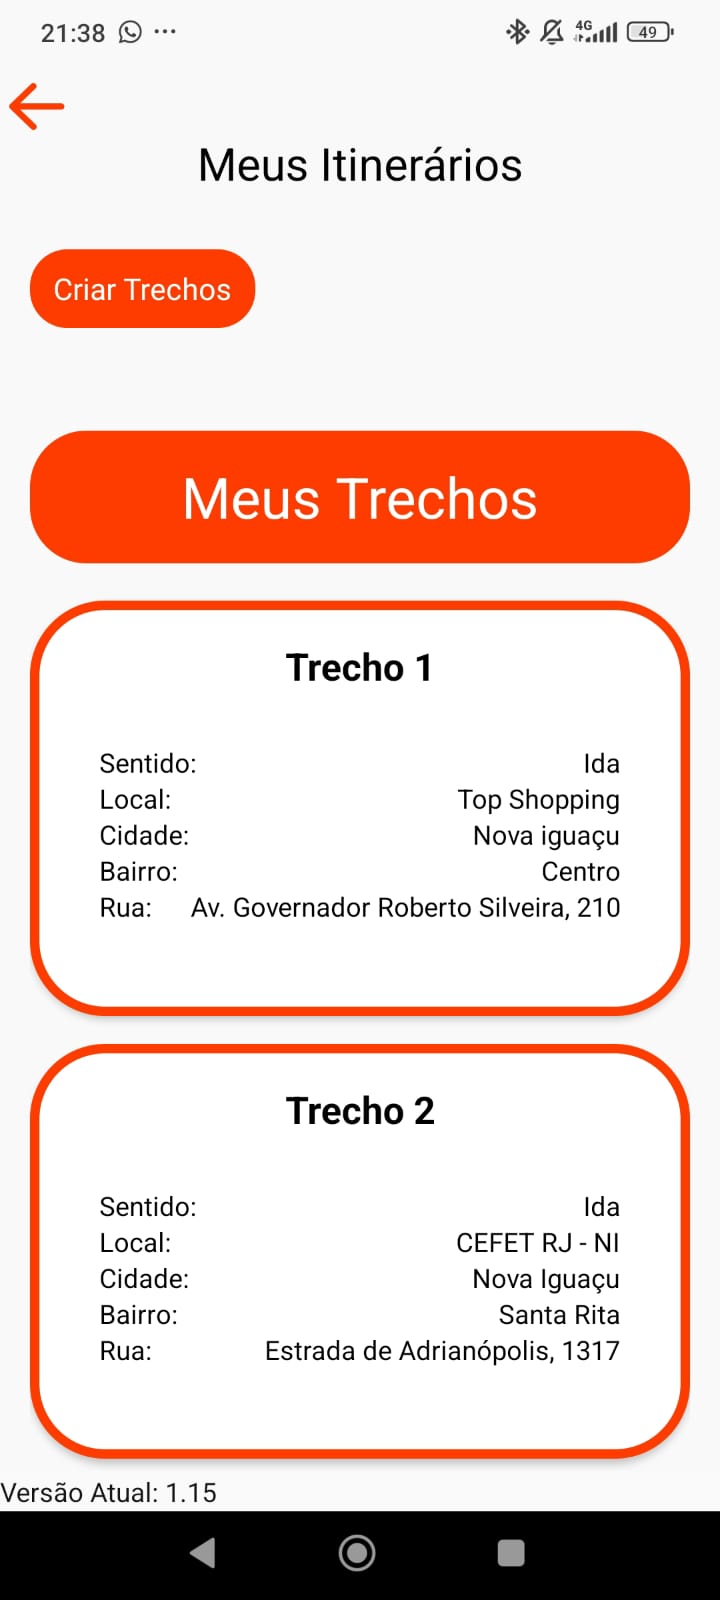 21:38 ...
4G 49
Meus Itinerários
Criar Trechos
Meus Trechos
Trecho 1
Sentido: Ida
Local: Top Shopping
Cidade: Nova iguaçu
Bairro: Centro
Rua: Av. Governador Roberto Silveira, 210
Trecho 2
Sentido: Ida
Local: CEFET RJ - NI
Cidade: Nova Iguaçu
Bairro: Santa Rita
Rua: Estrada de Adrianópolis, 1317
Versão Atual: 1.15